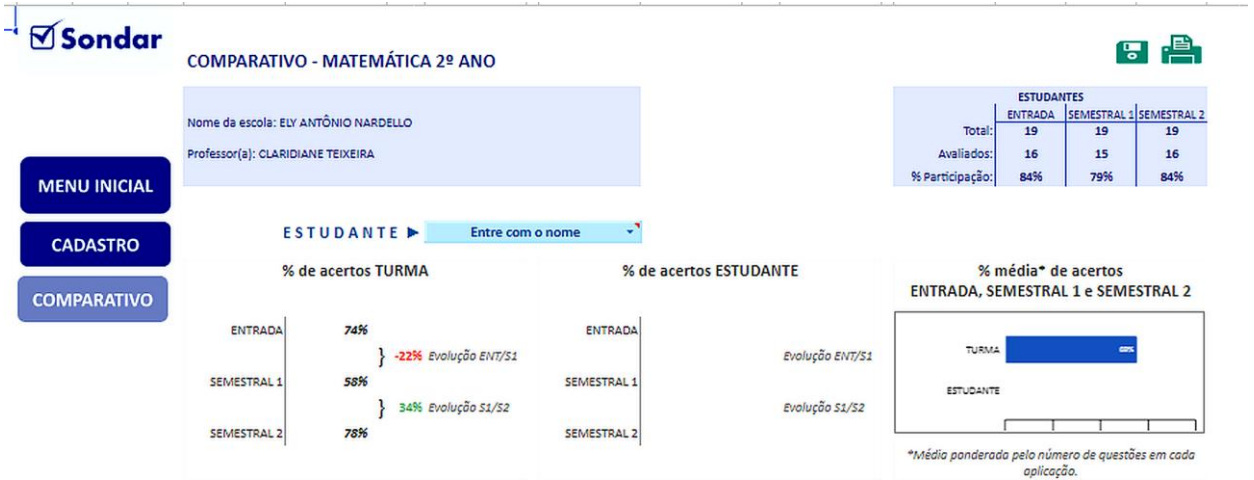 Sondar
COMPARATIVO - MATEMÁTICA 2º ANO
Nome da escola: ELY ANTÔNIO NARDELLO
Professor(a): CLARIDIANE TEIXEIRA
ESTUDANTES
ENTRADA SEMESTRAL 1 SEMESTRAL 2
Total: 19 19 19
Avaliados: 16 15 16
% Participação: 84% 79% 84%
MENU INICIAL
CADASTRO
COMPARATIVO
ESTUDANTE ► Entre com o nome
% de acertos TURMA
ENTRADA 74%
} -22% Evolução ENT/S1
SEMESTRAL 1 58%
} 34% Evolução S1/S2
SEMESTRAL 2 78%
% de acertos ESTUDANTE
ENTRADA
Evolução ENT/S1
SEMESTRAL 1
Evolução S1/S2
SEMESTRAL 2
% média* de acertos
ENTRADA, SEMESTRAL 1 e SEMESTRAL 2
TURMA
ESTUDANTE
*Média ponderada pelo número de questões em cada
aplicação.